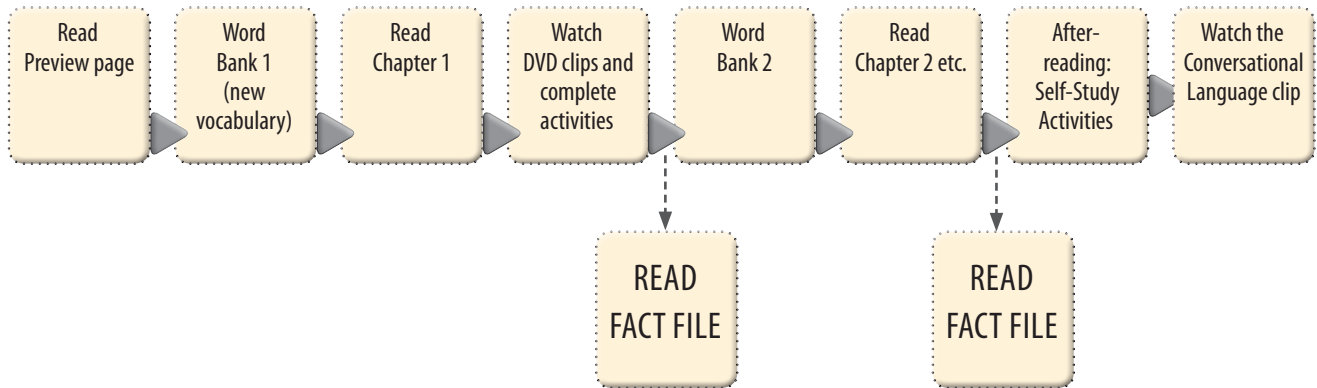 Read
Preview page
Word
Bank 1
(new
vocabulary)
Read
Chapter 1
Watch
DVD clips and
complete
activities
Word
Bank 2
Read
Chapter 2 etc.
After-
reading:
Self-Study
Activities
Watch the
Conversational
Language clip
READ
FACT FILE
READ
FACT FILE